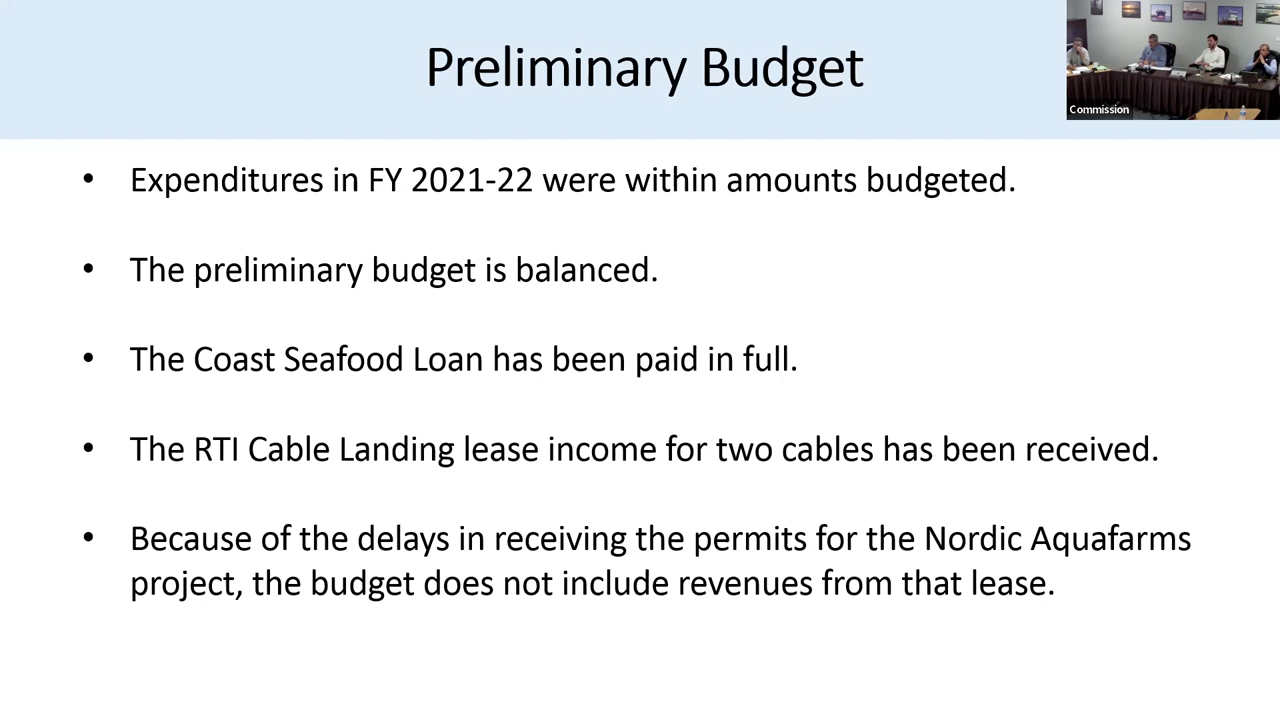 Preliminary Budget
Commission
• Expenditures in FY 2021-22 were within amounts budgeted.
• The preliminary budget is balanced.
• The Coast Seafood Loan has been paid in full.
• The RTI Cable Landing lease income for two cables has been received.
• Because of the delays in receiving the permits for the Nordic Aquafarms
project, the budget does not include revenues from that lease.